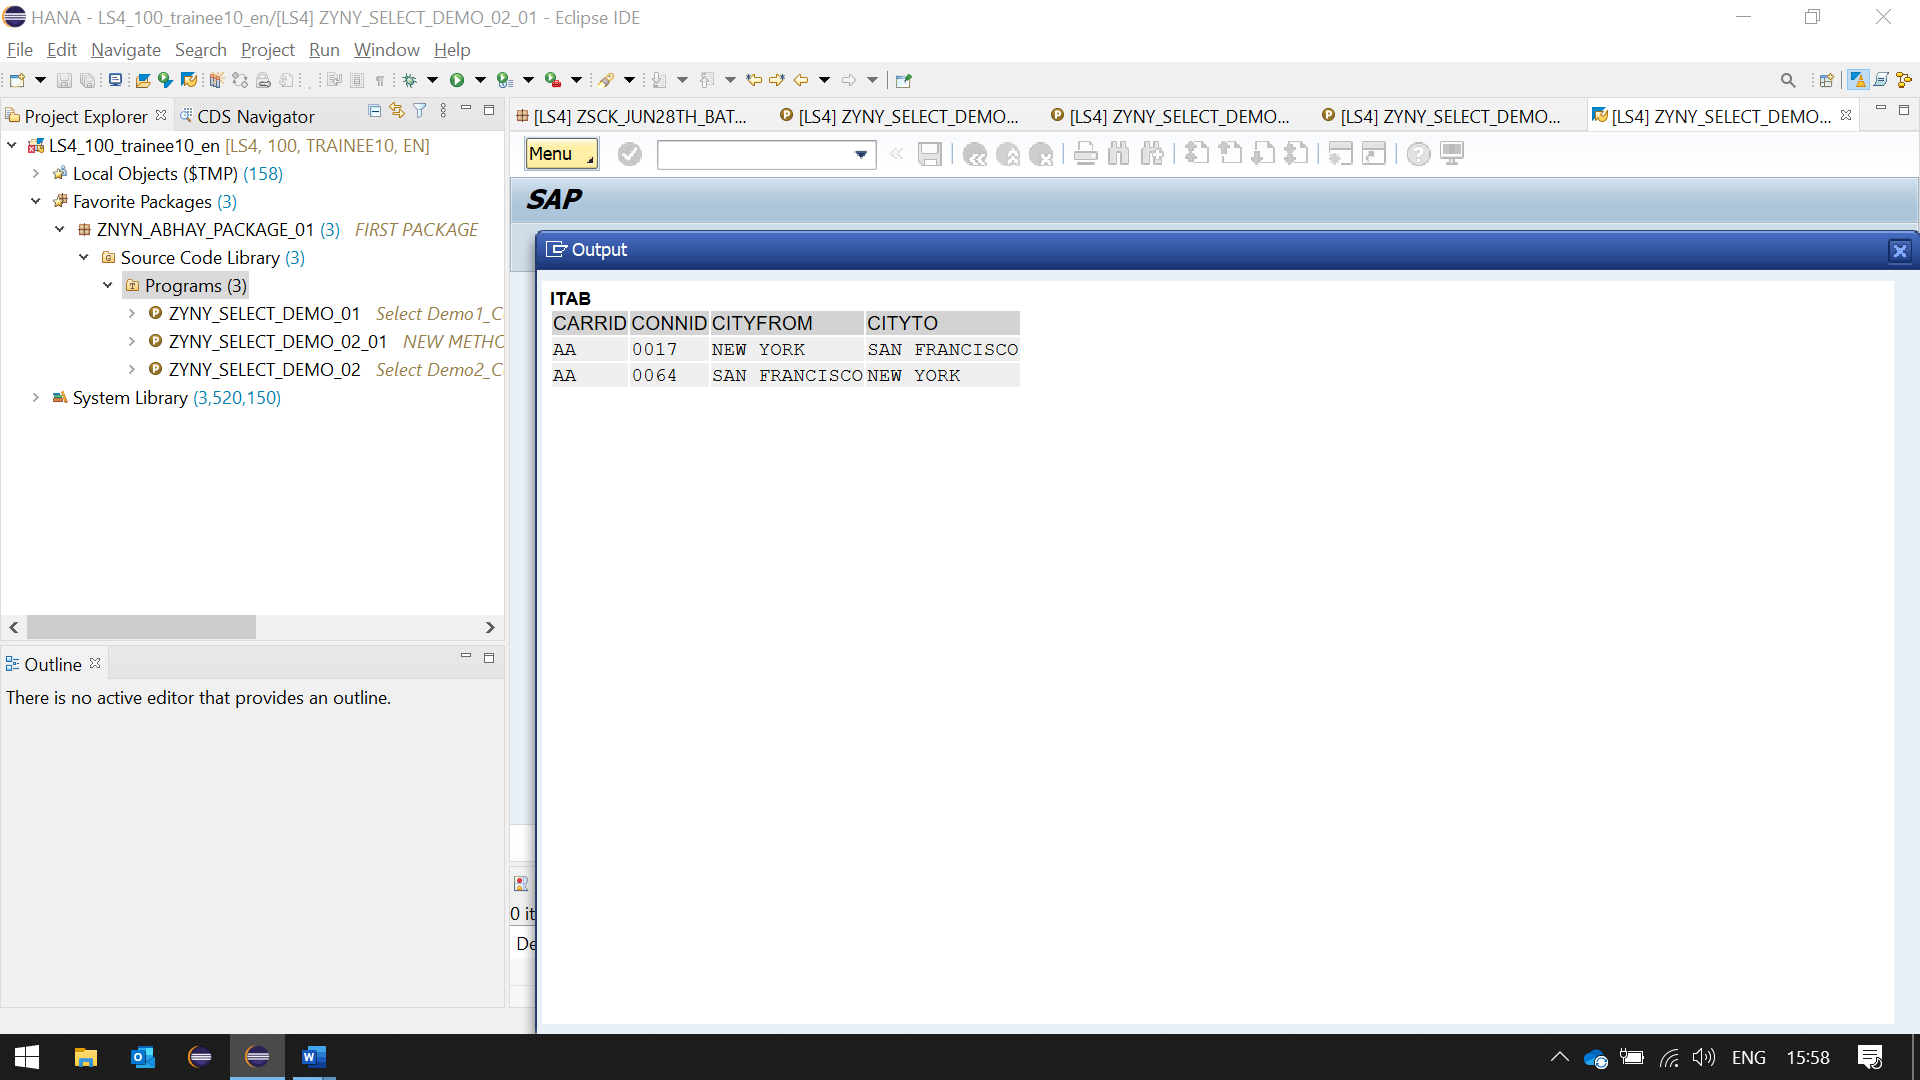 HANA - LS4_100_trainee10_en/[LS4] ZYNY_SELECT_DEMO_02_01 - Eclipse IDE
File Edit Navigate Search Project Run Window Help
Project Explorer CDS Navigator
[LS4] ZSCK_JUN28TH_BAT... [LS4] ZYNY_SELECT_DEMO... [LS4] ZYNY_SELECT_DEMO... [LS4] ZYNY_SELECT_DEMO... [LS4] ZYNY_SELECT_DEMO...
LS4_100_trainee10_en [LS4, 100, TRAINEE10, EN]
Local Objects ($TMP) (158)
Favorite Packages (3)
ZNYN_ABHAY_PACKAGE_01 (3) FIRST PACKAGE
Source Code Library (3)
Programs (3)
ZYNY_SELECT_DEMO_01 Select Demo1_C
ZYNY_SELECT_DEMO_02_01 NEW METHO
ZYNY_SELECT_DEMO_02 Select Demo2_C
System Library (3,520,150)
Outline
There is no active editor that provides an outline.
Menu
SAP
Output
ITAB
CARRID CONNID CITYFROM CITYTO
AA 0017 NEW YORK SAN FRANCISCO
AA 0064 SAN FRANCISCO NEW YORK
0 it
De
ENG 15:58